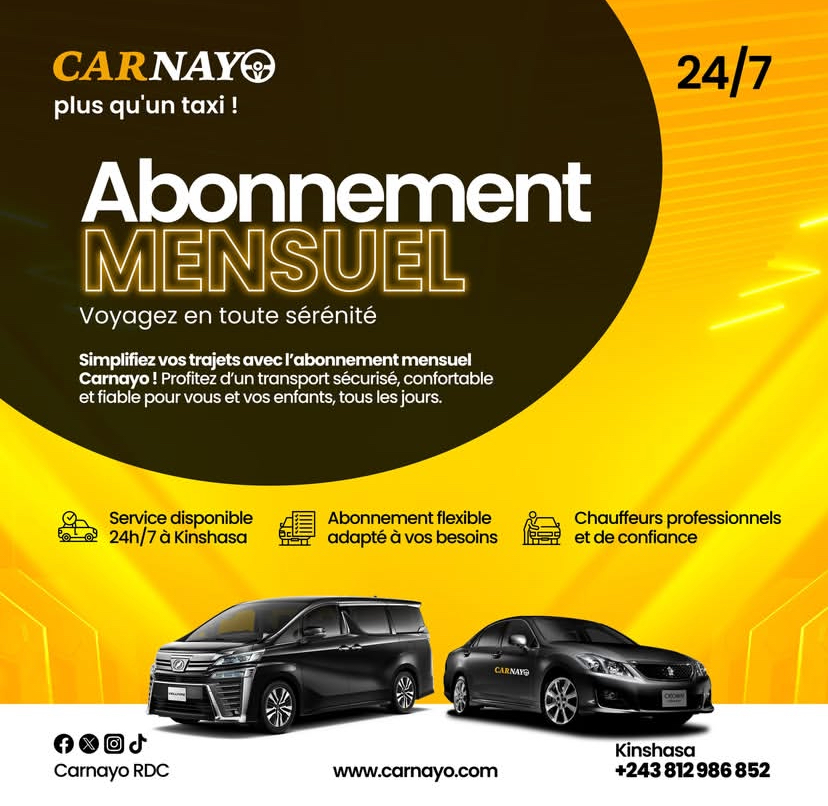 CARNAYO
plus qu'un taxi !
24/7
Abonnement
MENSUEL
Voyagez en toute sérénité
Simplifiez vos trajets avec l'abonnement mensuel
Carnayo ! Profitez d'un transport sécurisé, confortable
et fiable pour vous et vos enfants, tous les jours.
Service disponible
24h/7 à Kinshasa
Abonnement flexible
adapté à vos besoins
Chauffeurs professionnels
et de confiance
CARNAYO
CROWN
Carnayo RDC
www.carnayo.com
Kinshasa
+243 812 986 852